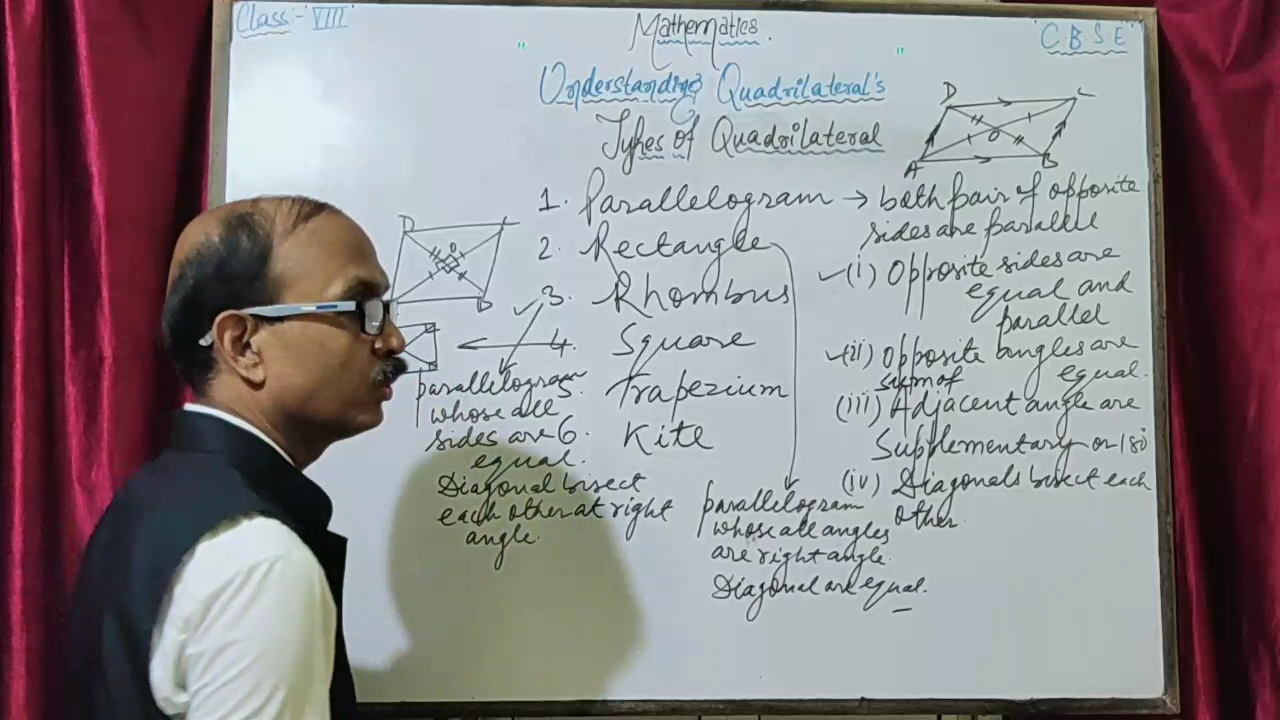 Class:- "VIII"
Mathematics.
"CBSE"
" "
Understanding Quadrilateral's
Types of Quadrilateral
D C
O
A B
1. Parallelogram → both pair of opposite
sides are parallel
2. Rectangle
3. Rhombus
4. Square
5. Trapezium
6. Kite
(i) Opposite sides are
equal and
parallel
(ii) Opposite angles are
equal.
sum of
(iii) Adjacent angle are
Supplementary or 180
(iv) Diagonals bisect each
other.
D C
O
B
parallelogram
whose all
sides are
equal.
Diagonal bisect
each other at right
angle.
parallelogram
whose all angles
are right angle.
Diagonal are equal.